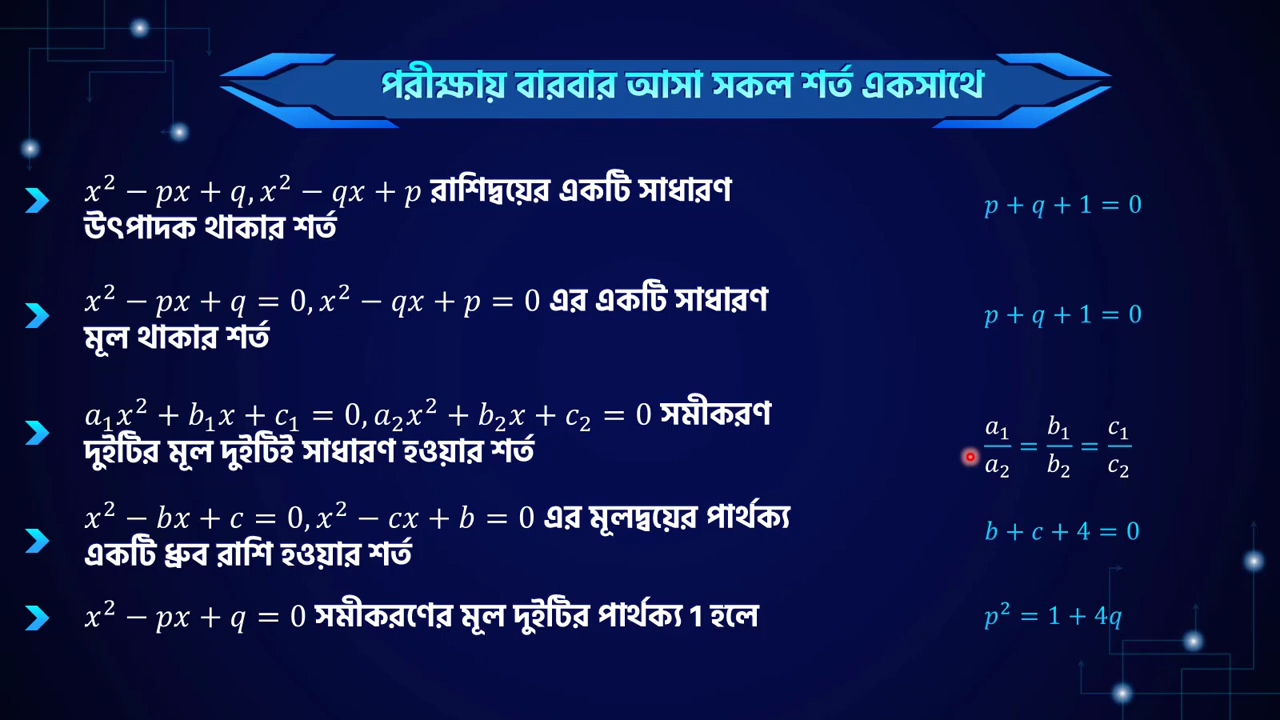 পরীক্ষায় বারবার আসা সকল শর্ত একসাথে
x² − px + q, x² − qx + p রাশিদ্বয়ের একটি সাধারণ
উৎপাদক থাকার শর্ত
p + q + 1 = 0
x² − px + q = 0, x² − qx + p = 0 এর একটি সাধারণ
মূল থাকার শর্ত
p + q + 1 = 0
a₁x² + b₁x + c₁ = 0, a₂x² + b₂x + c₂ = 0 সমীকরণ
দুইটির মূল দুইটিই সাধারণ হওয়ার শর্ত
a₁/a₂ = b₁/b₂ = c₁/c₂
x² − bx + c = 0, x² − cx + b = 0 এর মূলদ্বয়ের পার্থক্য
একটি ধ্রুব রাশি হওয়ার শর্ত
b + c + 4 = 0
x² − px + q = 0 সমীকরণের মূল দুইটির পার্থক্য 1 হলে
p² = 1 + 4q